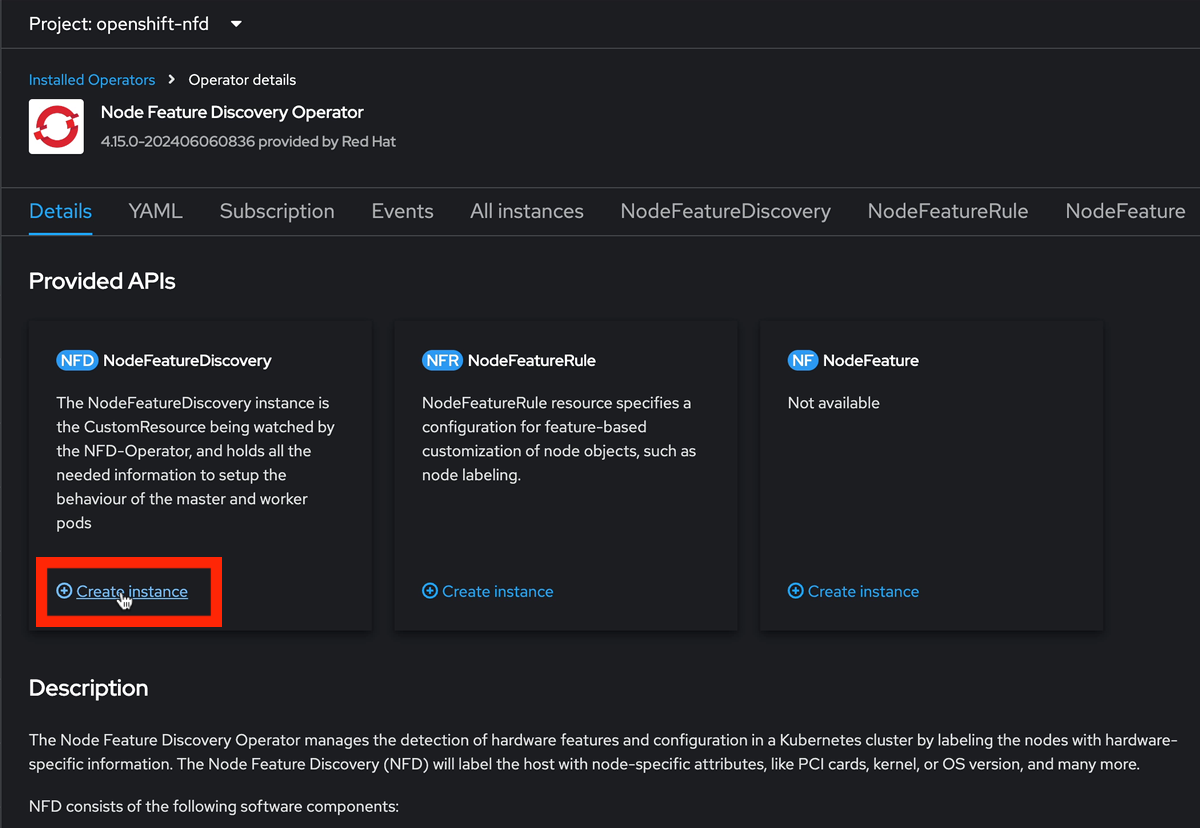 Project: openshift-nfd
Installed Operators > Operator details
Node Feature Discovery Operator
4.15.0-202406060836 provided by Red Hat
Details YAML Subscription Events All instances NodeFeatureDiscovery NodeFeatureRule NodeFeature
Provided APIs
NFD NodeFeatureDiscovery
The NodeFeatureDiscovery instance is
the CustomResource being watched by
the NFD-Operator, and holds all the
needed information to setup the
behaviour of the master and worker
pods
Create instance
NFR NodeFeatureRule
NodeFeatureRule resource specifies a
configuration for feature-based
customization of node objects, such as
node labeling.
Create instance
NF NodeFeature
Not available
Create instance
Description
The Node Feature Discovery Operator manages the detection of hardware features and configuration in a Kubernetes cluster by labeling the nodes with hardware-
specific information. The Node Feature Discovery (NFD) will label the host with node-specific attributes, like PCI cards, kernel, or OS version, and many more.
NFD consists of the following software components: